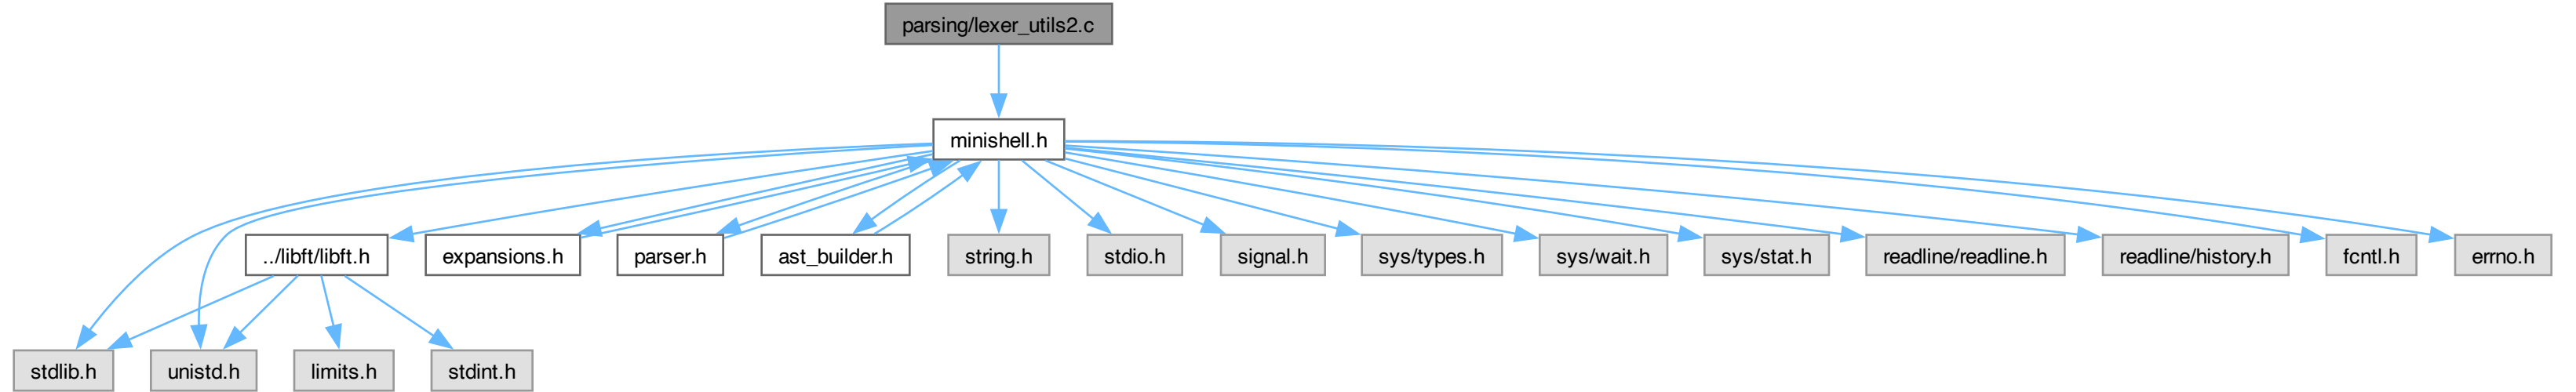 parsing/lexer_utils2.c
minishell.h
../libft/libft.h
expansions.h
parser.h
ast_builder.h
string.h
stdio.h
signal.h
sys/types.h
sys/wait.h
sys/stat.h
readline/readline.h
readline/history.h
fcntl.h
errno.h
stdlib.h
unistd.h
limits.h
stdint.h